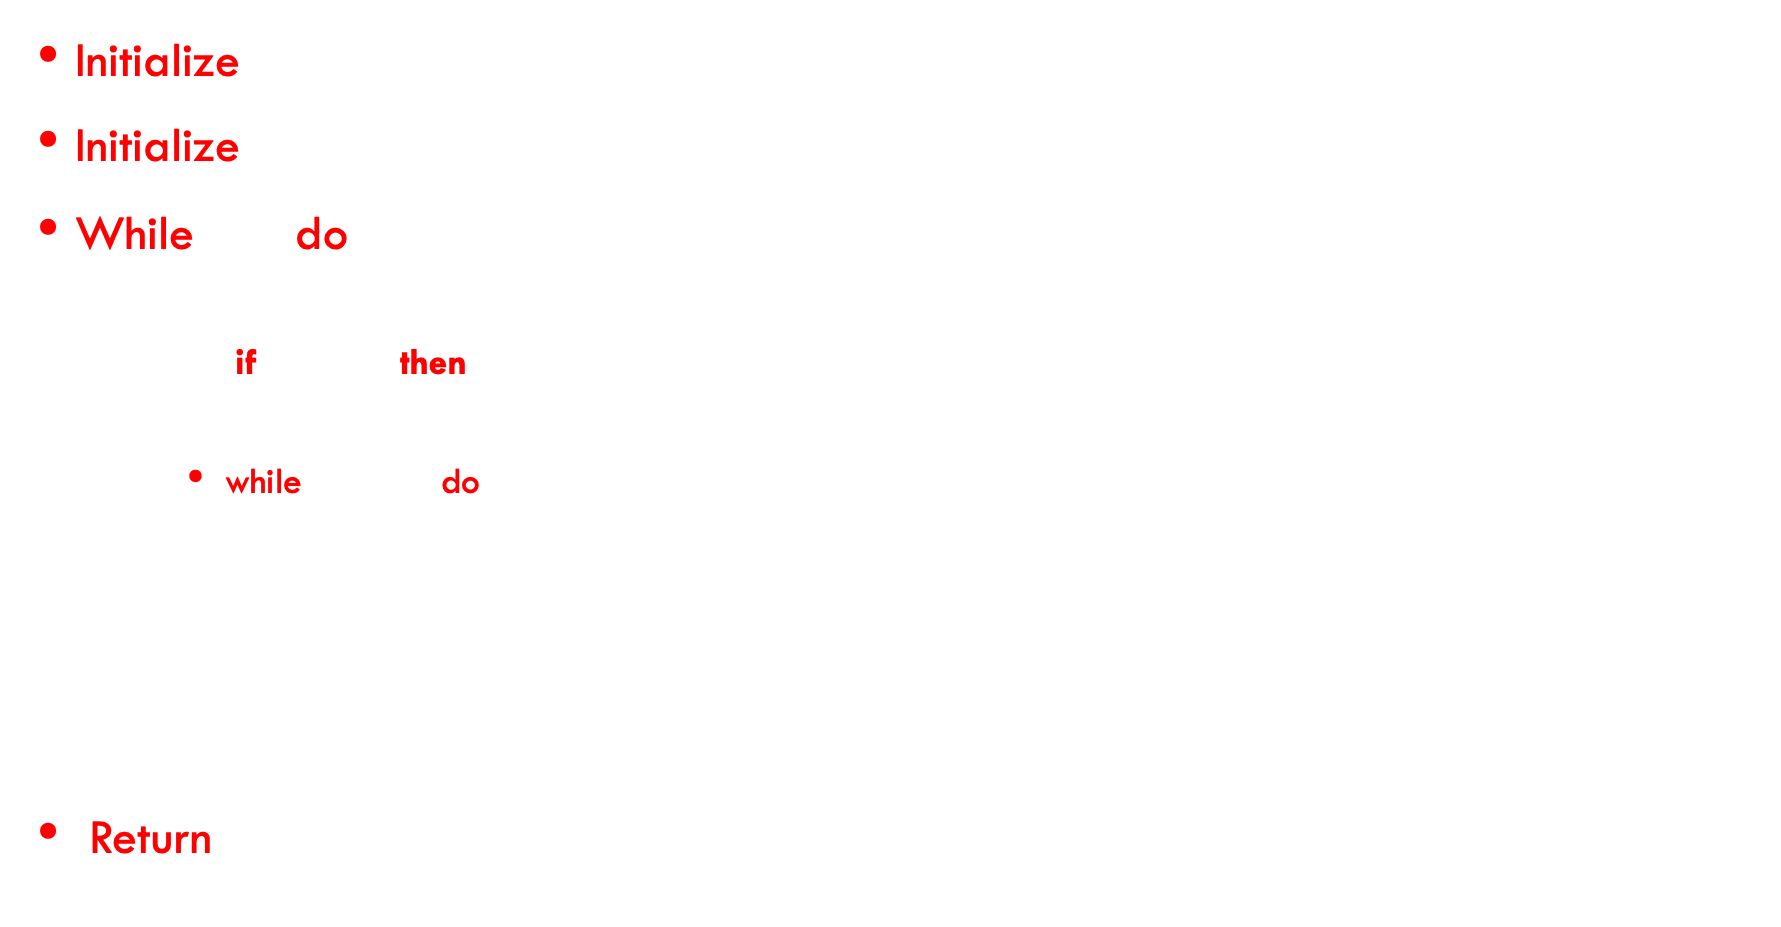 • Initialize
• Initialize
• While do
if then
• while do
• Return